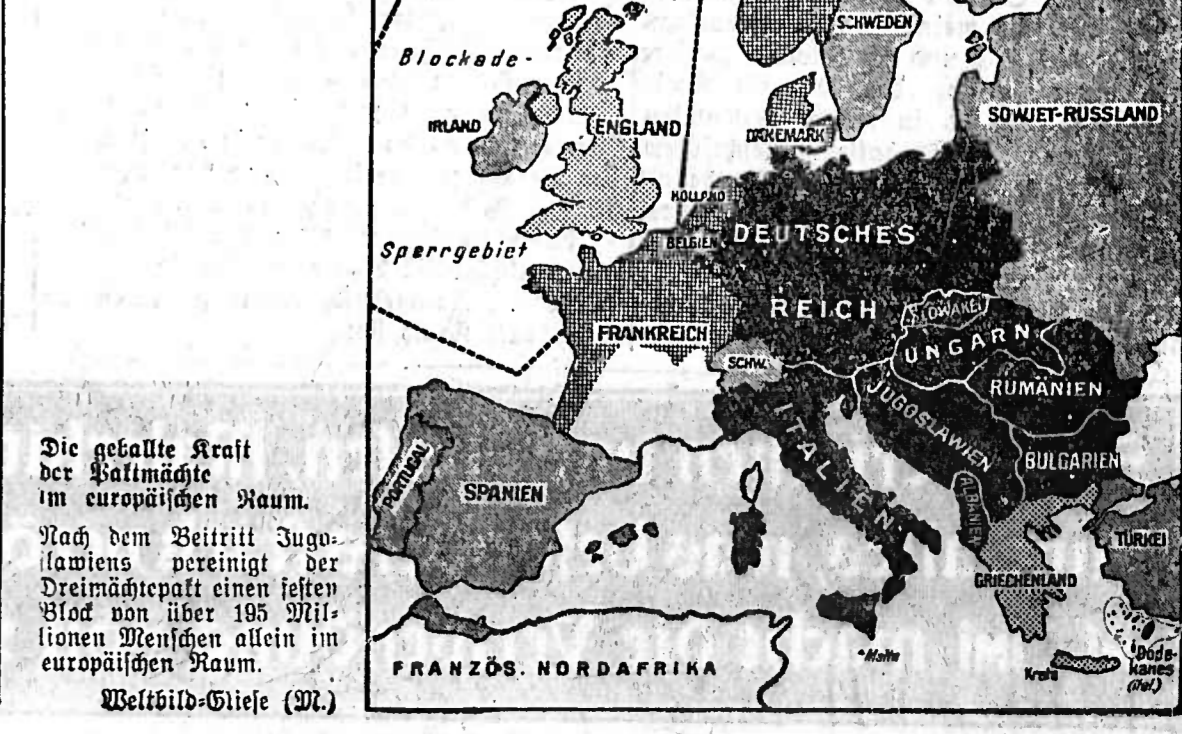 Die geballte Kraft
der Paktmächte
im europäischen Raum.
Nach dem Beitritt Jugo-
slawiens vereinigt der
Dreimächtepakt einen festen
Block von über 195 Mil-
lionen Menschen allein im
europäischen Raum.
Weltbild-Gliese (M.)
SCHWEDEN
Blockade-
SOWJET-RUSSLAND
IRLAND
ENGLAND
DÄNEMARK
HOLLAND
Sperrgebiet
BELGIEN
DEUTSCHES
REICH
SLOWAKEI
FRANKREICH
UNGARN
SCHW.
RUMÄNIEN
JUGOSLAWIEN
ITALIEN
BULGARIEN
PORTUGAL
SPANIEN
ALBANIEN
TÜRKEI
GRIECHENLAND
FRANZÖS. NORDAFRIKA
Malta
Kreta
Dode-
kanes
(ital.)